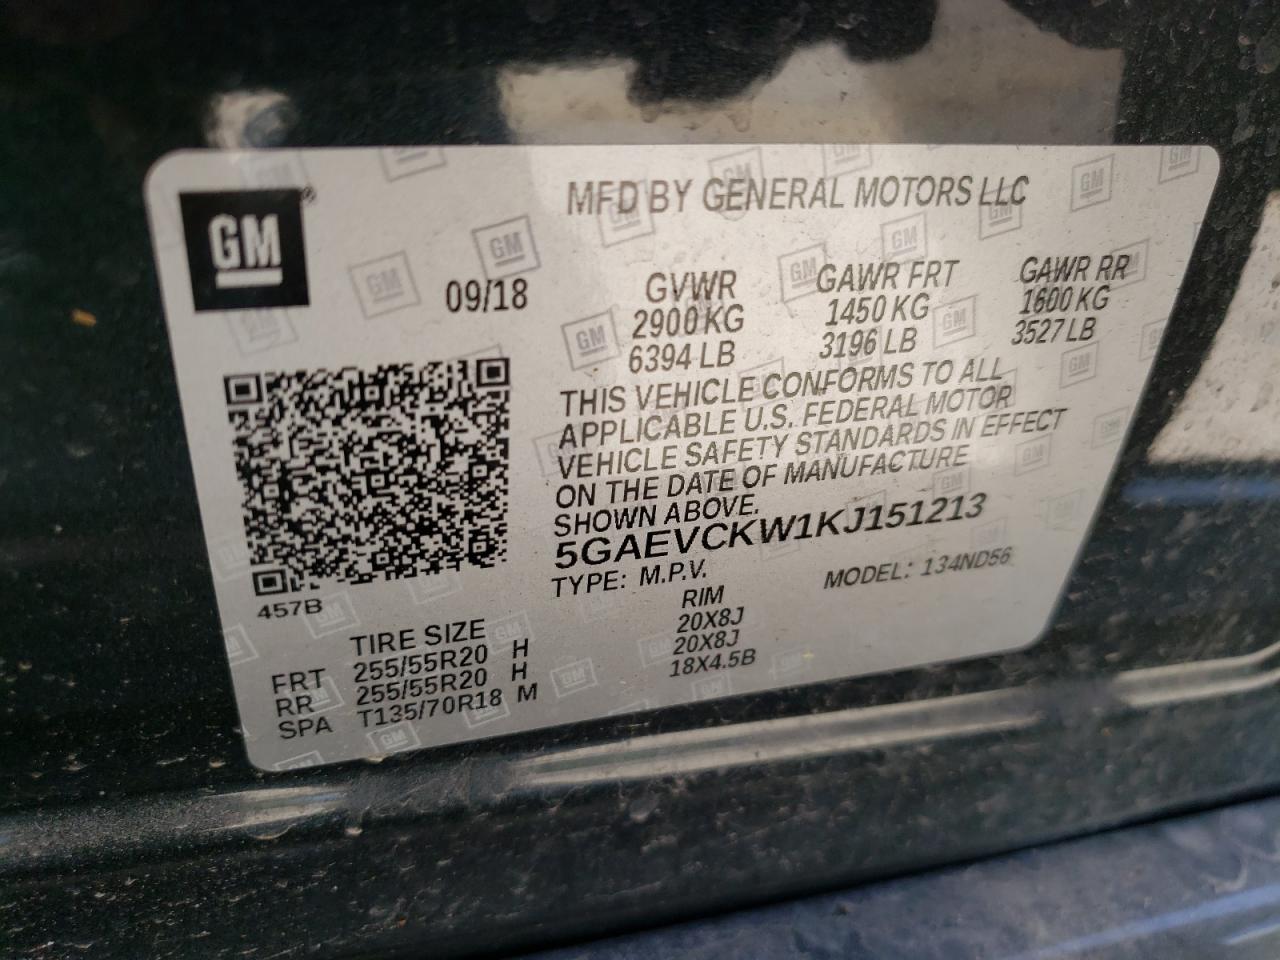 GM
MFD BY GENERAL MOTORS LLC
09/18
GVWR GAWR FRT GAWR RR
2900 KG 1450 KG 1600 KG
6394 LB 3196 LB 3527 LB
THIS VEHICLE CONFORMS TO ALL
APPLICABLE U.S. FEDERAL MOTOR
VEHICLE SAFETY STANDARDS IN EFFECT
ON THE DATE OF MANUFACTURE
SHOWN ABOVE.
5GAEVCKW1KJ151213
TYPE: M.P.V. MODEL: 134ND56
457B
TIRE SIZE RIM
FRT 255/55R20 H 20X8J
RR 255/55R20 H 20X8J
SPA T135/70R18 M 18X4.5B